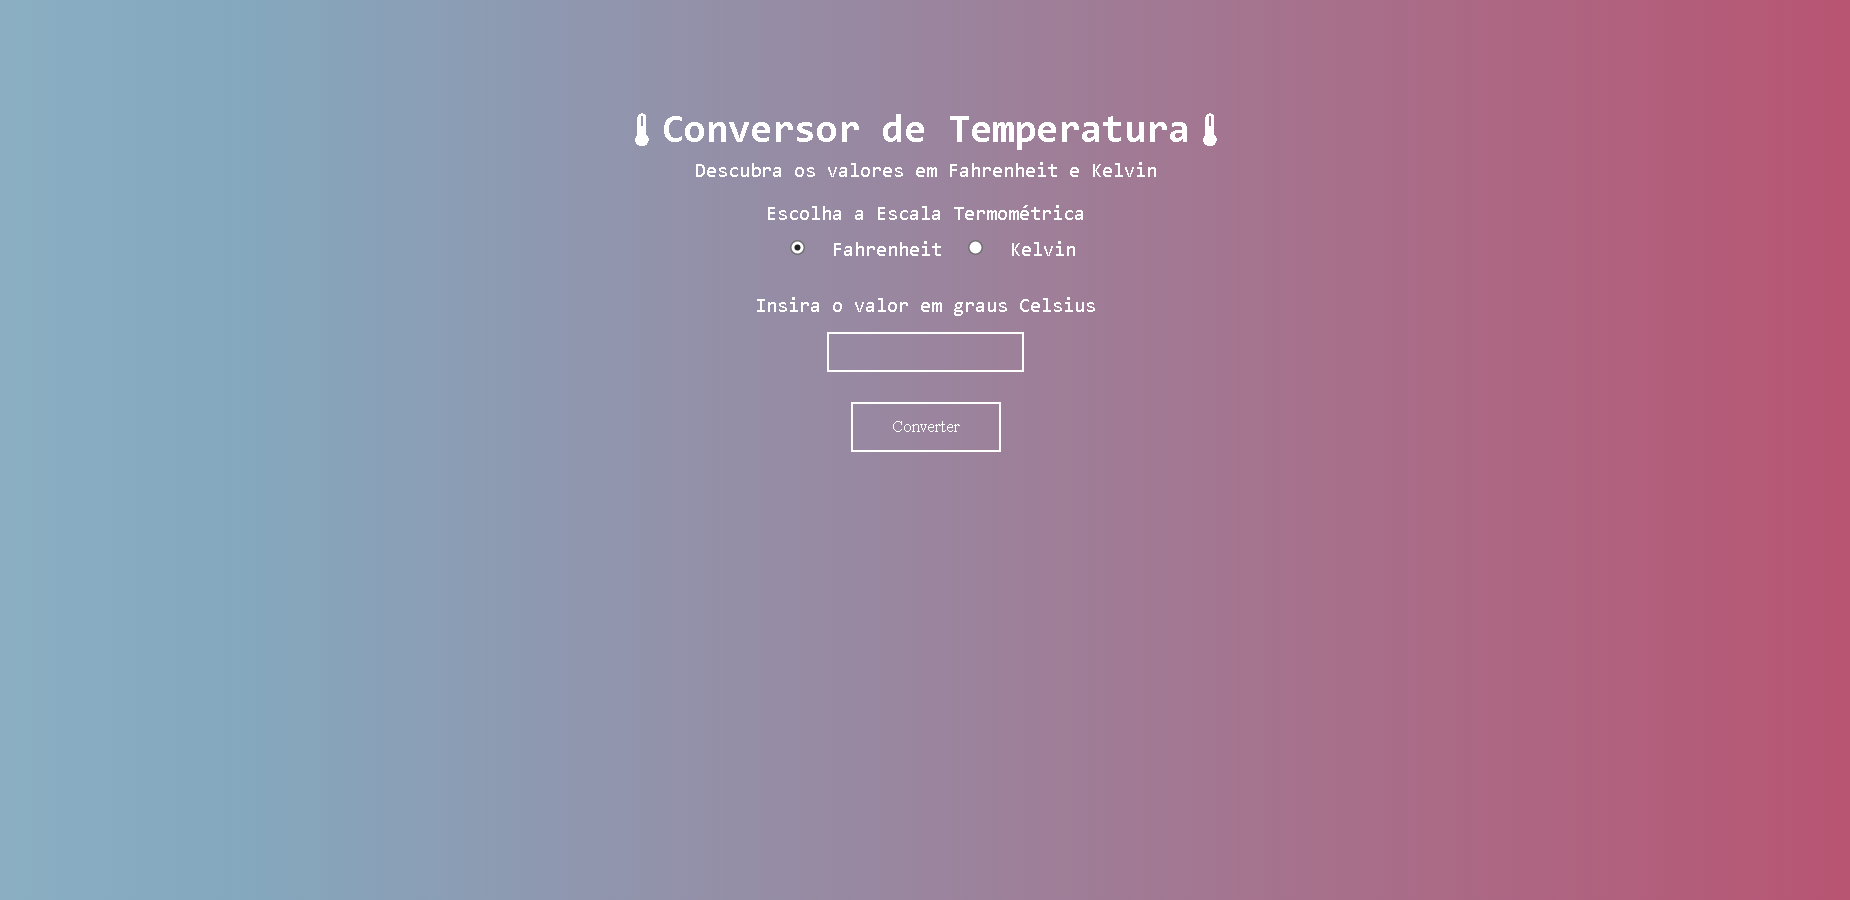 Conversor de Temperatura
Descubra os valores em Fahrenheit e Kelvin
Escolha a Escala Termométrica
Fahrenheit Kelvin
Insira o valor em graus Celsius
Converter